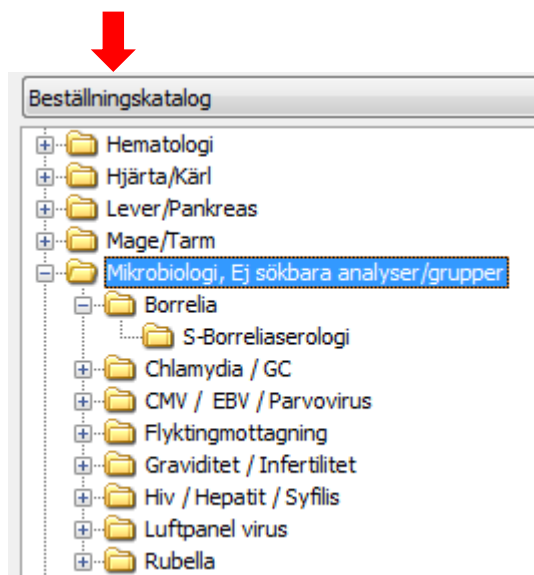 Beställningskatalog
Hematologi
Hjärta/Kärl
Lever/Pankreas
Mage/Tarm
Mikrobiologi, Ej sökbara analyser/grupper
Borrelia
S-Borreliaserologi
Chlamydia / GC
CMV / EBV / Parvovirus
Flyktingmottagning
Graviditet / Infertilitet
Hiv / Hepatit / Syfilis
Luftpanel virus
Rubella